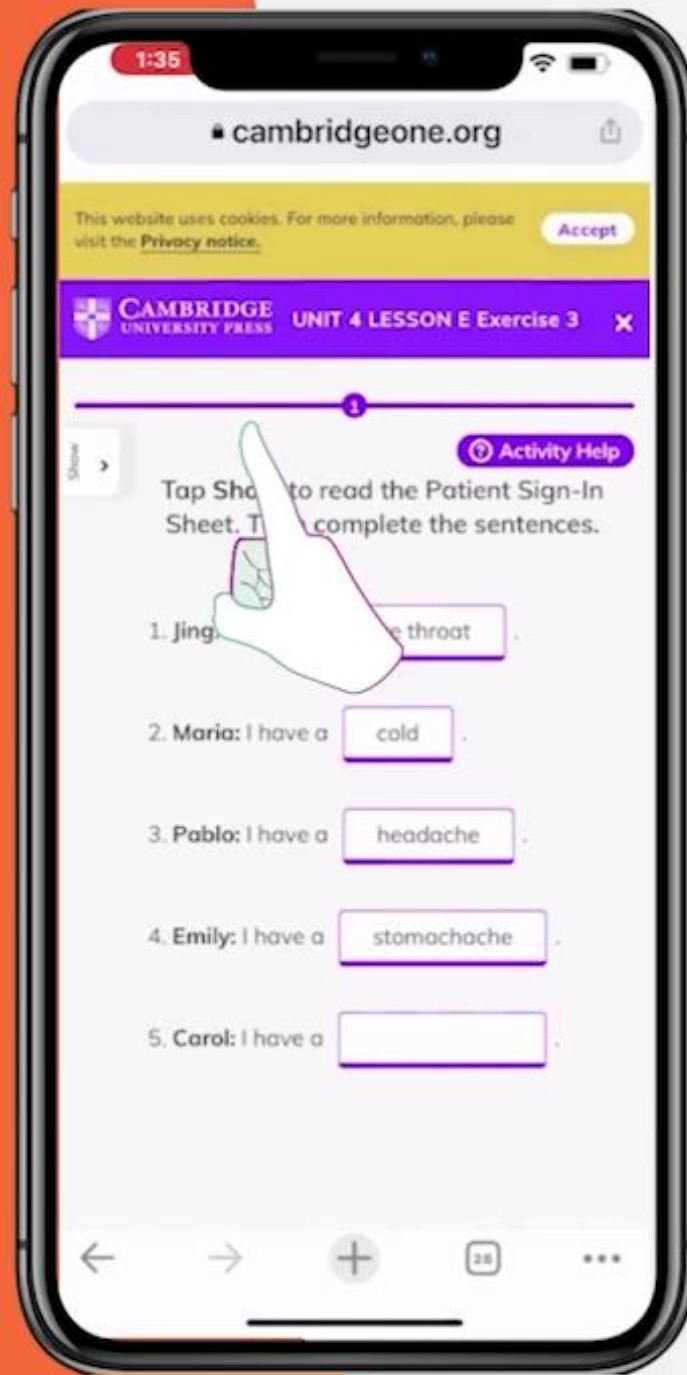 1:35
cambridgeone.org
This website uses cookies. For more information, please
visit the Privacy notice.
Accept
CAMBRIDGE
UNIVERSITY PRESS
UNIT 4 LESSON E Exercise 3
1
Show
Activity Help
Tap to read the Patient Sign-In
Sheet. complete the sentences.
1. throat .
2. Maria: I have a cold .
3. Pablo: I have a headache .
4. Emily: I have a stomachache .
5. Carol: I have a .
28